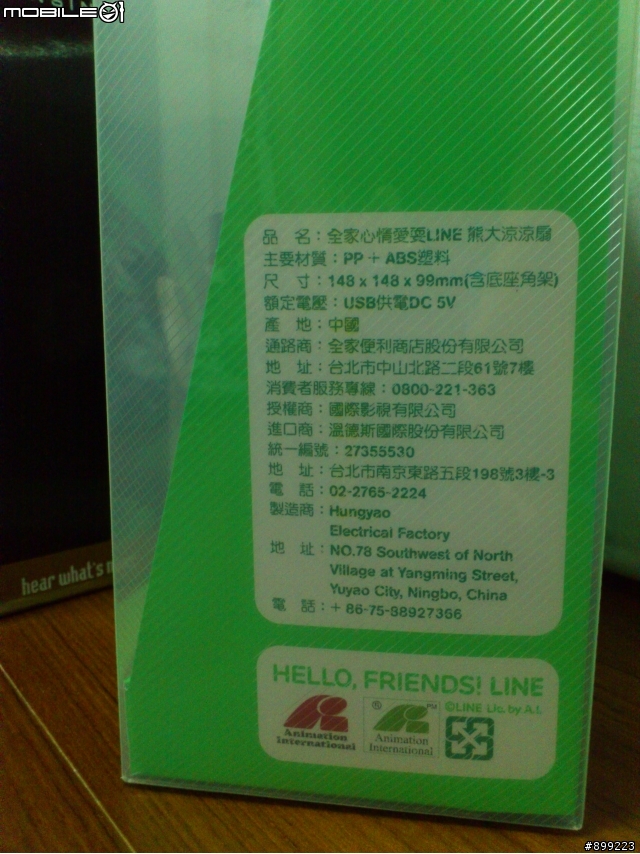 MOBILE01
品 名：全家心情愛耍LINE 熊大涼涼扇
主要材質：PP + ABS塑料
尺 寸：148 x 148 x 99mm(含底座角架)
額定電壓：USB供電DC 5V
產 地：中國
通路商：全家便利商店股份有限公司
地 址：台北市中山北路二段61號7樓
消費者服務專線：0800-221-363
授權商：國際影視有限公司
進口商：溫德斯國際股份有限公司
統一編號：27355530
地 址：台北市南京東路五段198號3樓-3
電 話：02-2765-2224
製造商：Hungyao
Electrical Factory
地 址：NO.78 Southwest of North
Village at Yangming Street,
Yuyao City, Ningbo, China
電 話：+ 86-75-88927366
hear what's
HELLO, FRIENDS! LINE
©LINE Lic. by A.I.
Animation
International
Animation
International
#899223